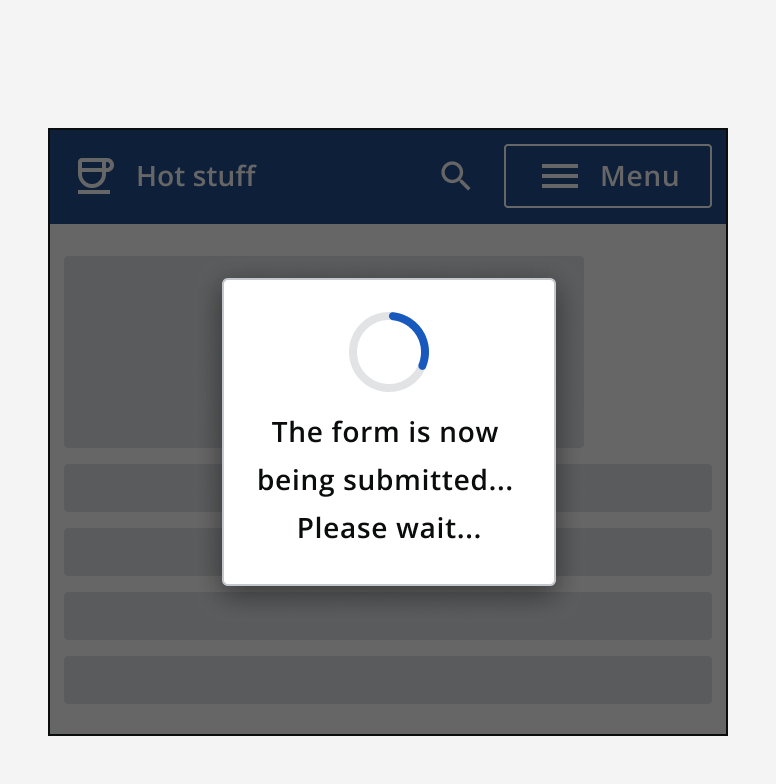 Hot stuff
Menu
The form is now
being submitted...
Please wait...